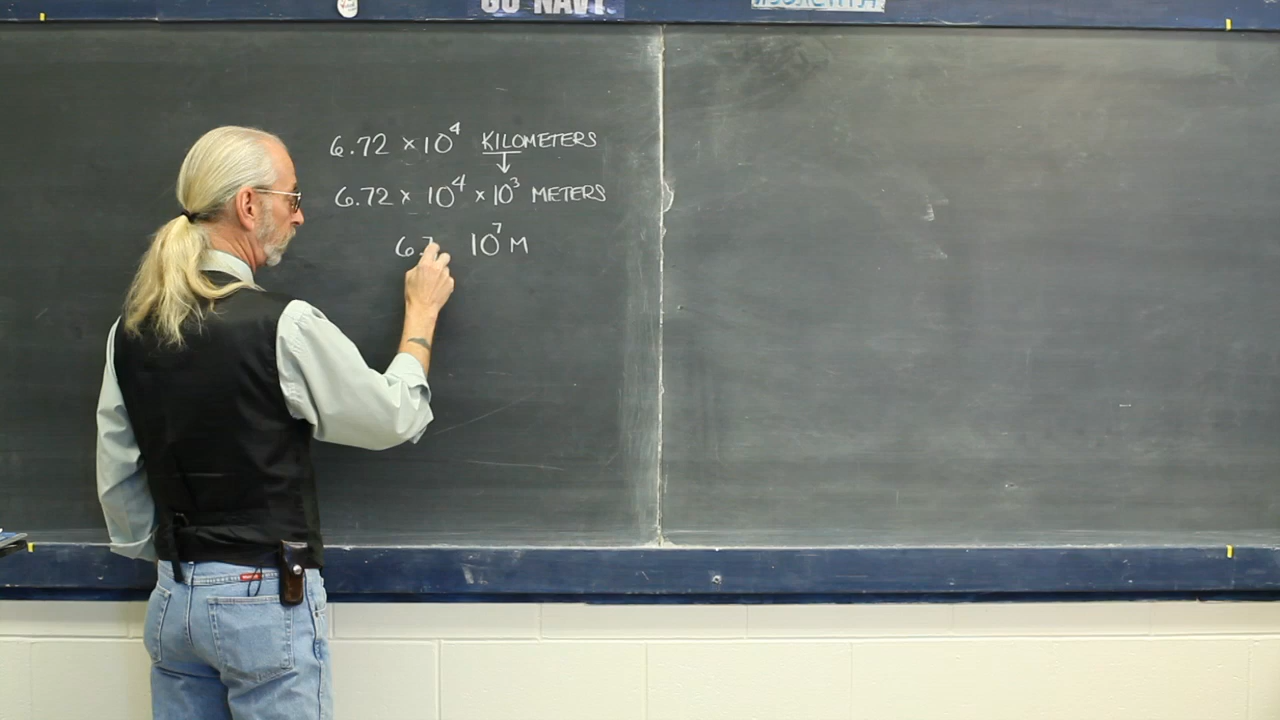 GO NAVY
6.72 × 10⁴ KILOMETERS
6.72 × 10⁴ × 10³ METERS
6.7 10⁷ M